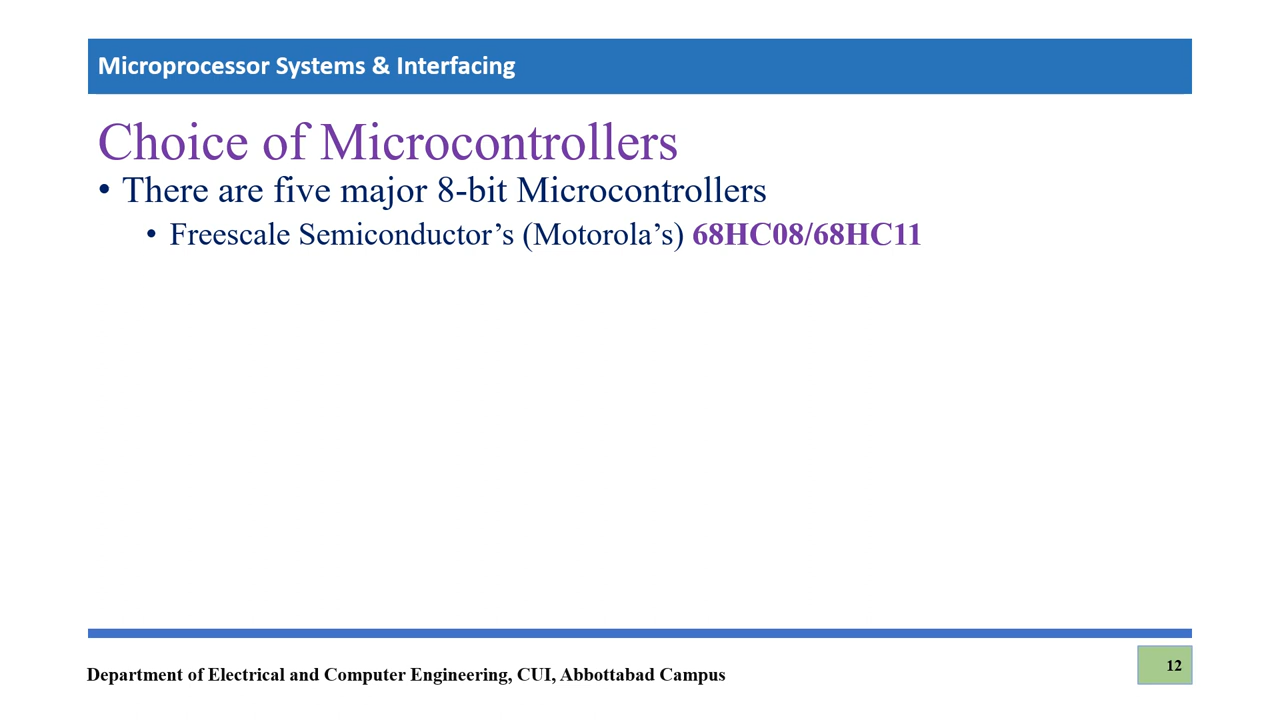 Microprocessor Systems & Interfacing
Choice of Microcontrollers
• There are five major 8-bit Microcontrollers
• Freescale Semiconductor’s (Motorola’s) 68HC08/68HC11
Department of Electrical and Computer Engineering, CUI, Abbottabad Campus
12